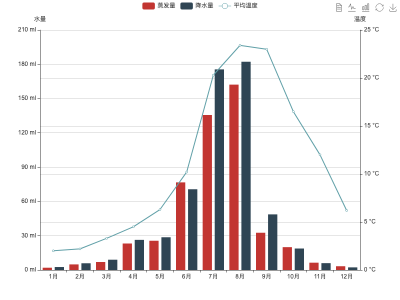 蒸发量 降水量 平均温度
水量 温度
210 ml 25 °C
180 ml 20 °C
150 ml
120 ml 15 °C
90 ml 10 °C
60 ml
30 ml 5 °C
0 ml 0 °C
1月 2月 3月 4月 5月 6月 7月 8月 9月 10月 11月 12月